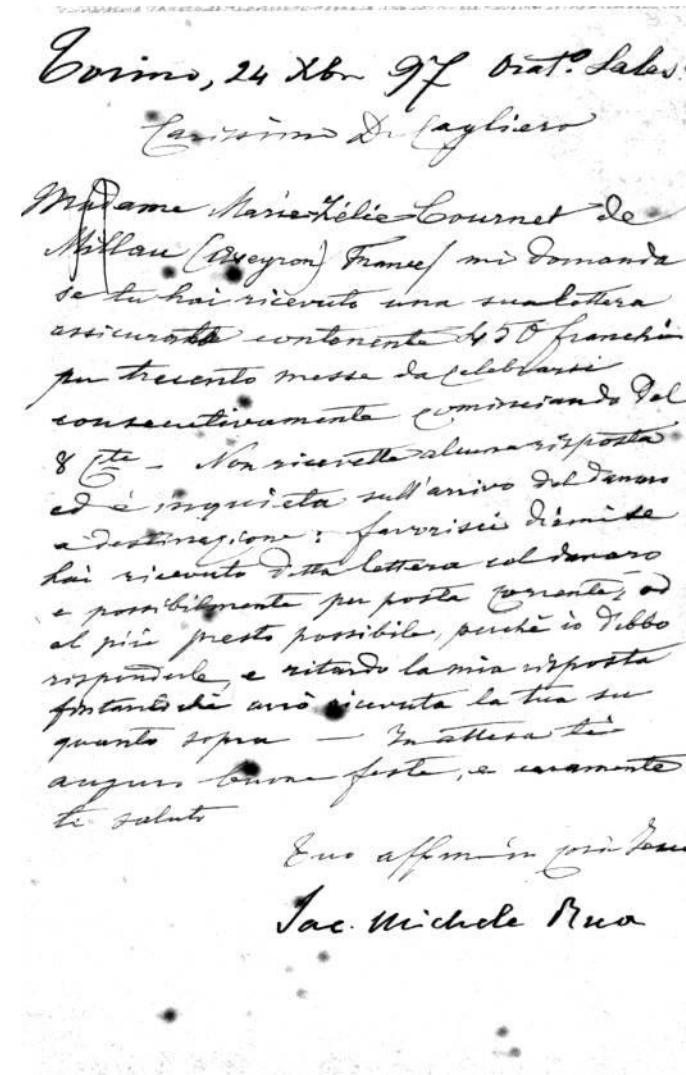 Torino, 24 Xbre 97 Orat.º Sales.
Carissimo D. Cagliero
Madame Marie Zélie Cournet de
Millau (Aveyron) France / mi domanda
se tu hai ricevuto una sua lettera
assicurata contenente 450 franchi
per trecento messe da celebrarsi
consecutivamente cominciando dal
8 Cte - Non ricevette alcuna risposta
ed è inquieta sull'arrivo del danaro
a destinazione: favorisci dirmi se
hai ricevuto detta lettera col danaro
e possibilmente per posta corrente, od
al più presto possibile, perchè io debbo
risponderle, e ritardo la mia risposta
fintantochè avrò ricevuta la tua su
quanto sopra — In attesa ti
auguro buone feste, e caramente
ti saluto
Tuo aff.mo in
Sac. Michele Rua